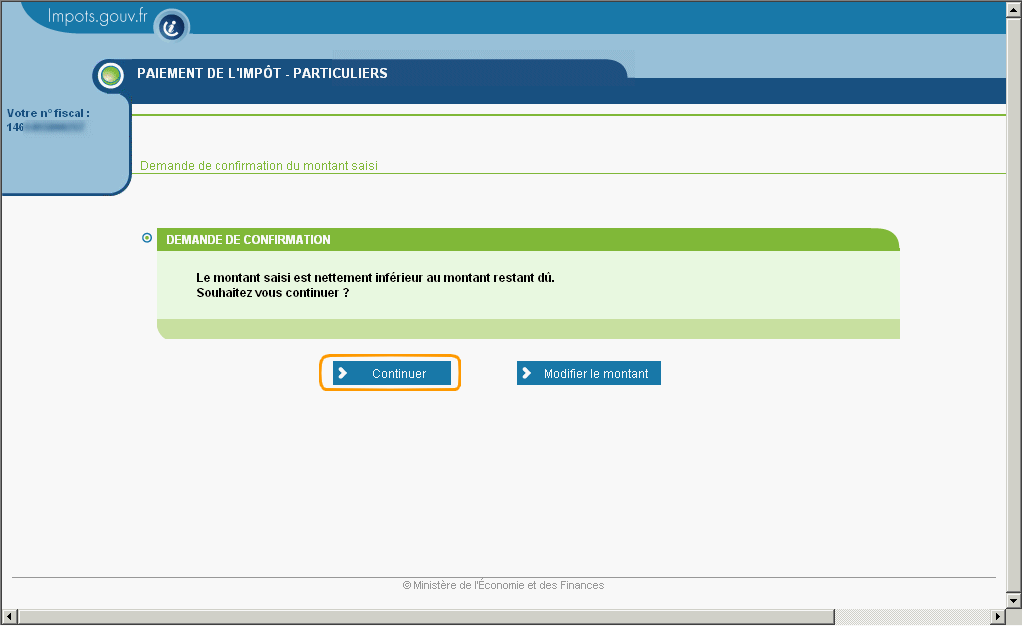 Impots.gouv.fr
PAIEMENT DE L'IMPÔT - PARTICULIERS
Votre n° fiscal :
146
Demande de confirmation du montant saisi
DEMANDE DE CONFIRMATION
Le montant saisi est nettement inférieur au montant restant dû.
Souhaitez vous continuer ?
Continuer
Modifier le montant
© Ministère de l'Économie et des Finances